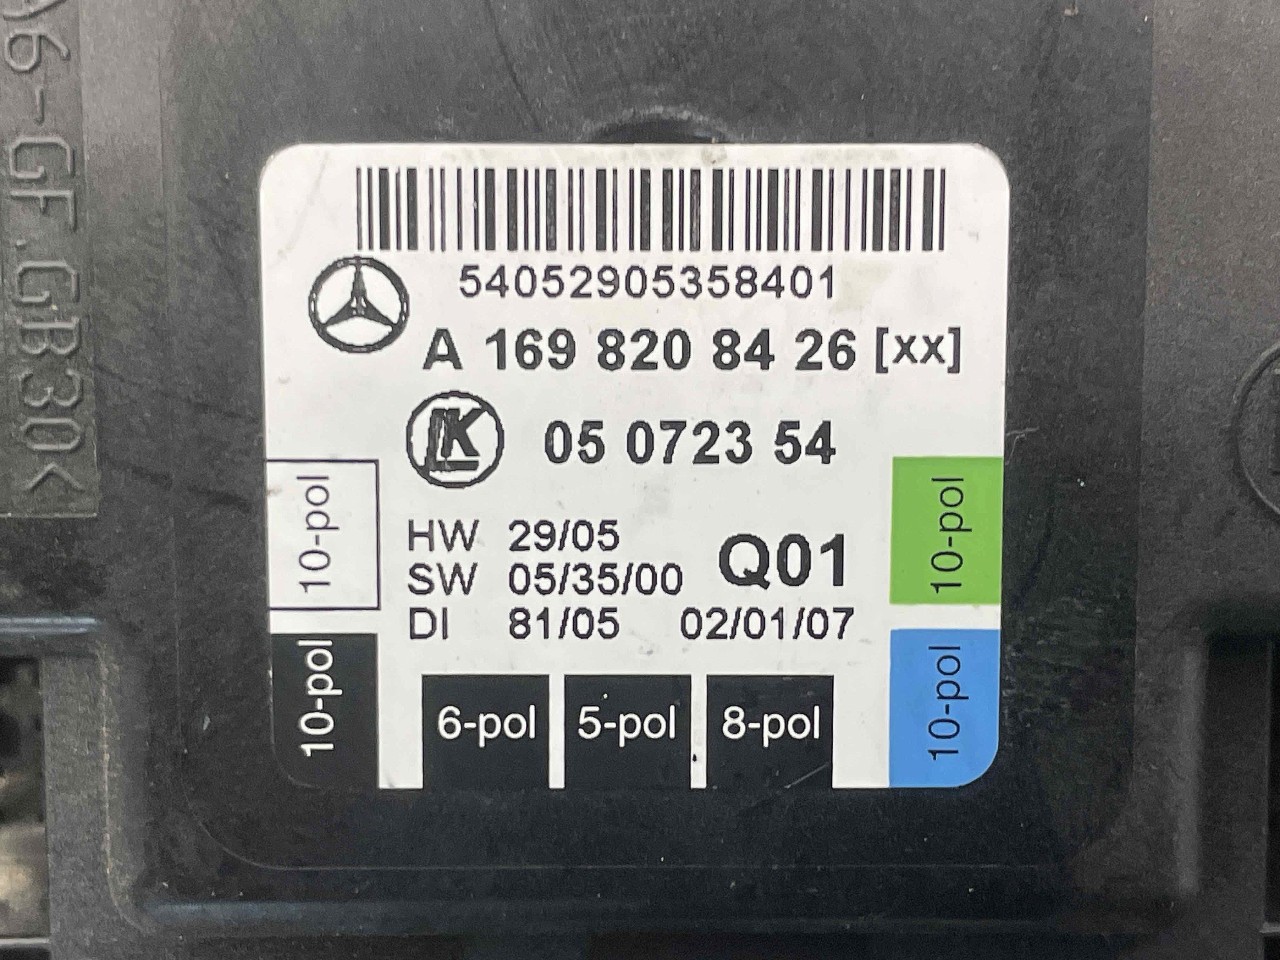 54052905358401
A 169 820 84 26 [xx]
LK 05 0723 54
HW 29/05
SW 05/35/00 Q01
DI 81/05 02/01/07
10-pol
10-pol
6-pol 5-pol 8-pol
10-pol
10-pol
A6-GF.GB30<